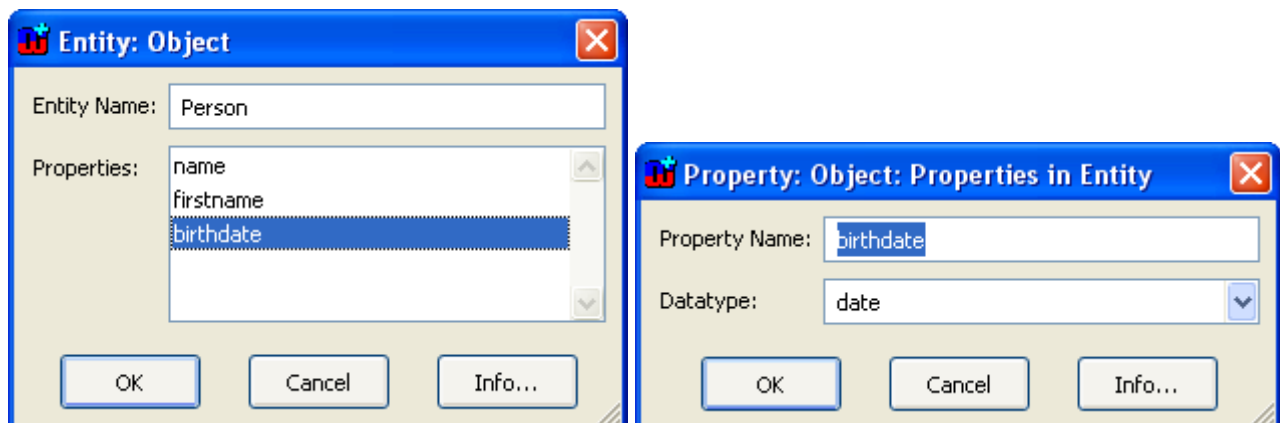 Entity: Object
Entity Name: Person
Properties: name
firstname
birthdate
OK Cancel Info...
Property: Object: Properties in Entity
Property Name: birthdate
Datatype: date
OK Cancel Info...